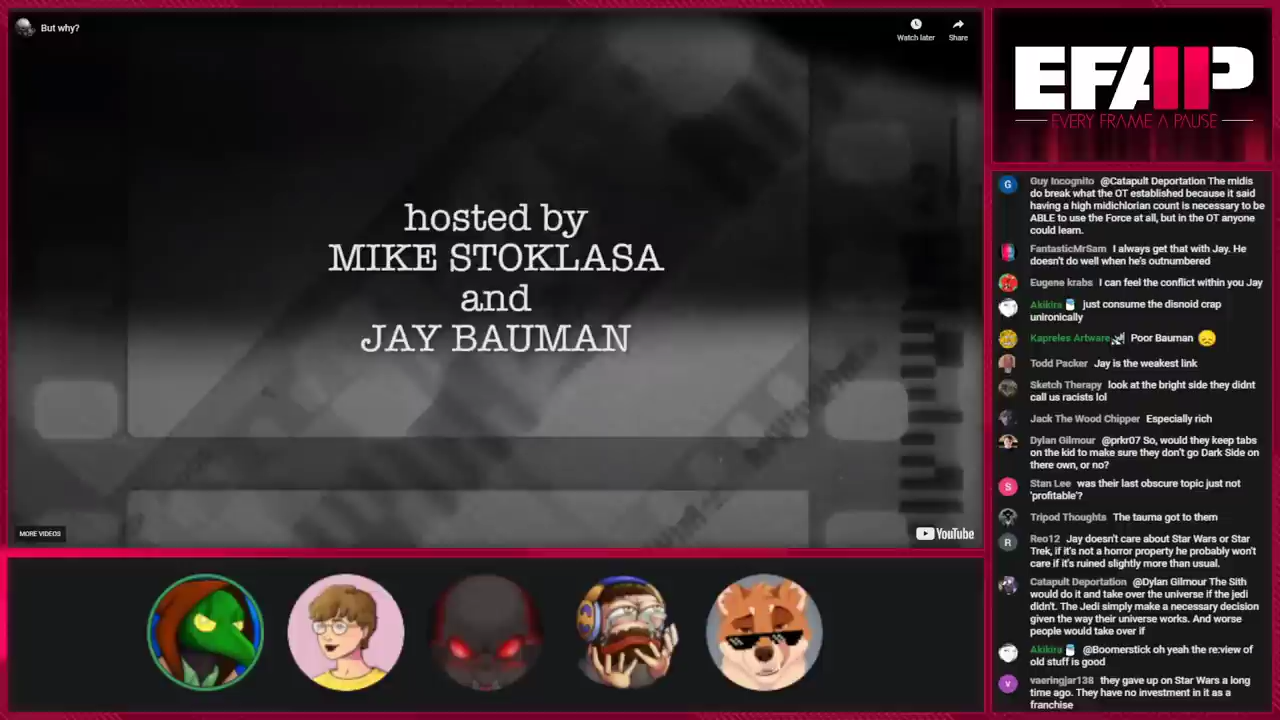 But why?
Watch later
Share
hosted by
MIKE STOKLASA
and
JAY BAUMAN
MORE VIDEOS
YouTube
EFAP
EVERY FRAME A PAUSE
Guy Incognito @Catapult Deportation The midis
do break what the OT established because it said
having a high midichlorian count is necessary to be
ABLE to use the Force at all, but in the OT anyone
could learn.
FantasticMrSam I always get that with Jay. He
doesn't do well when he's outnumbered
Eugene krabs I can feel the conflict within you Jay
Akikira just consume the disnoid crap
unironically
Kapreles Artware Poor Bauman
Todd Packer Jay is the weakest link
Sketch Therapy look at the bright side they didnt
call us racists lol
Jack The Wood Chipper Especially rich
Dylan Gilmour @prkr07 So, would they keep tabs
on the kid to make sure they don't go Dark Side on
there own, or no?
Stan Lee was their last obscure topic just not
'profitable'?
Tripod Thoughts The tauma got to them
Reo12 Jay doesn't care about Star Wars or Star
Trek, if it's not a horror property he probably won't
care if it's ruined slightly more than usual.
Catapult Deportation @Dylan Gilmour The Sith
would do it and take over the universe if the jedi
didn't. The Jedi simply make a necessary decision
given the way their universe works. And worse
people would take over if
Akikira @Boomerstick oh yeah the re:view of
old stuff is good
vaeringjar138 they gave up on Star Wars a long
time ago. They have no investment in it as a
franchise